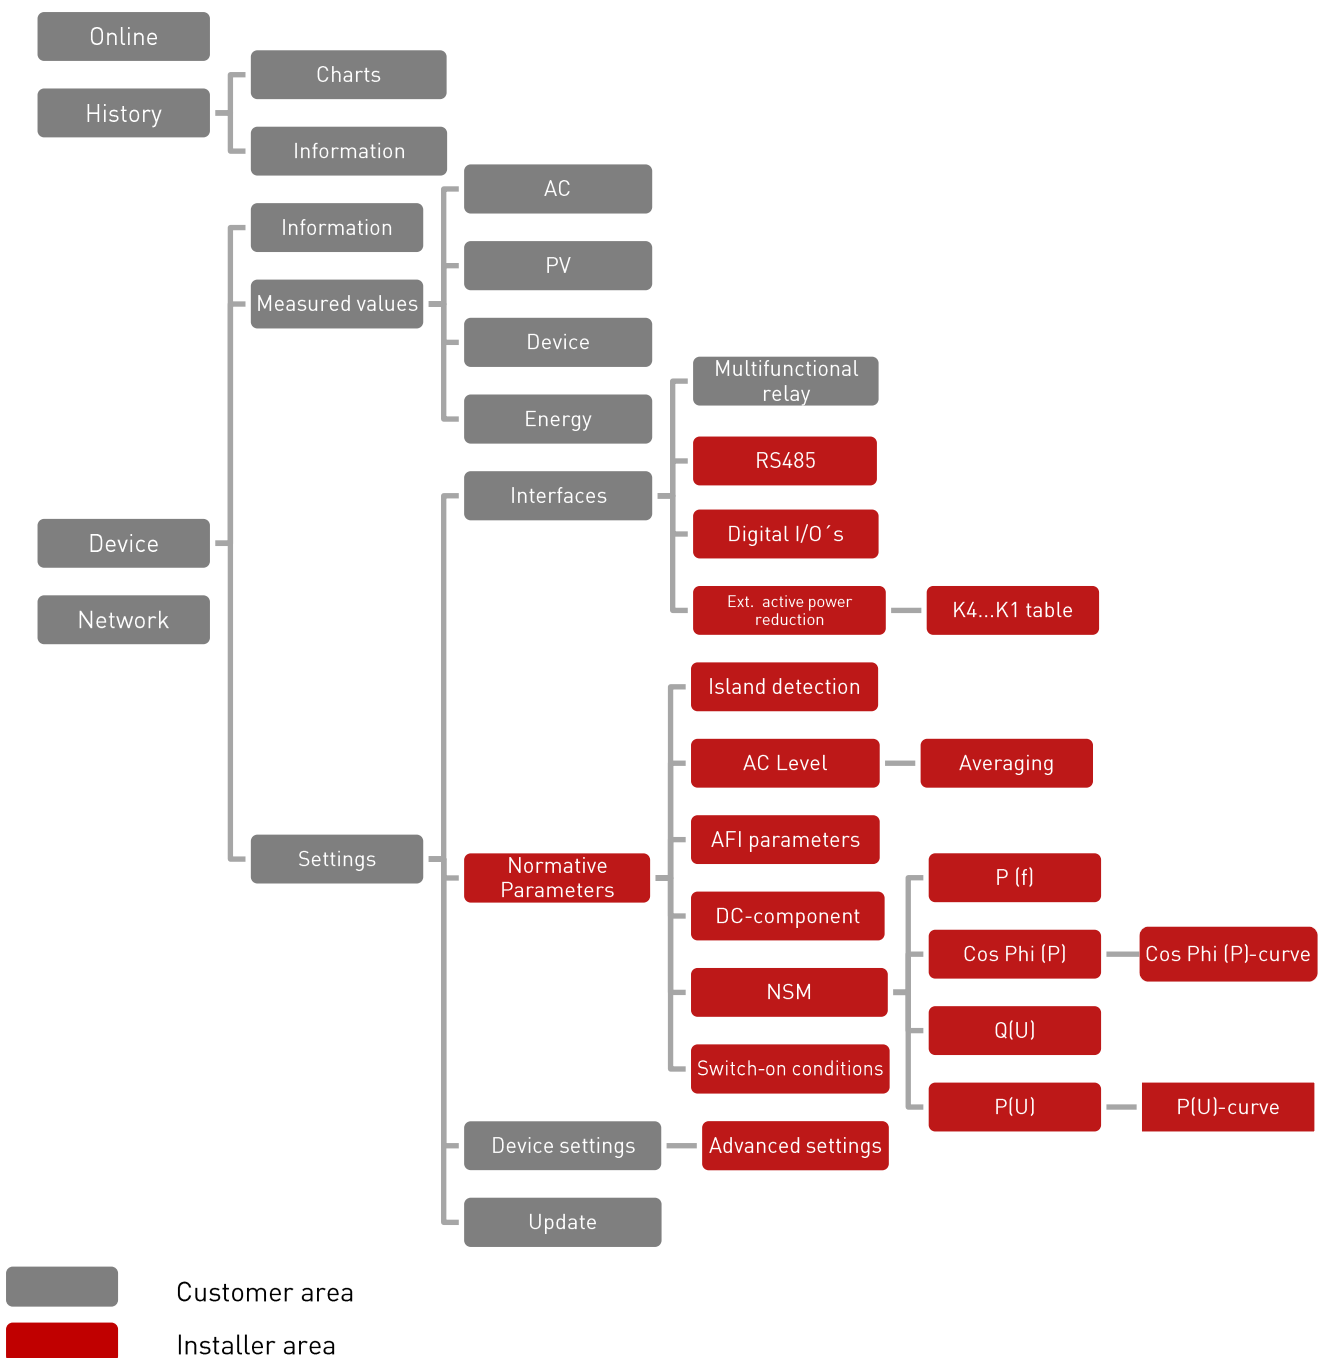 Online
History
Charts
Information
Information
Measured values
AC
PV
Device
Energy
Device
Network
Settings
Interfaces
Multifunctional
relay
RS485
Digital I/O´s
Ext.  active power
reduction
K4...K1 table
Normative
Parameters
Island detection
AC Level
Averaging
AFI parameters
DC-component
NSM
P (f)
Cos Phi (P)
Cos Phi (P)-curve
Q(U)
P(U)
P(U)-curve
Switch-on conditions
Device settings
Advanced settings
Update
Customer area
Installer area